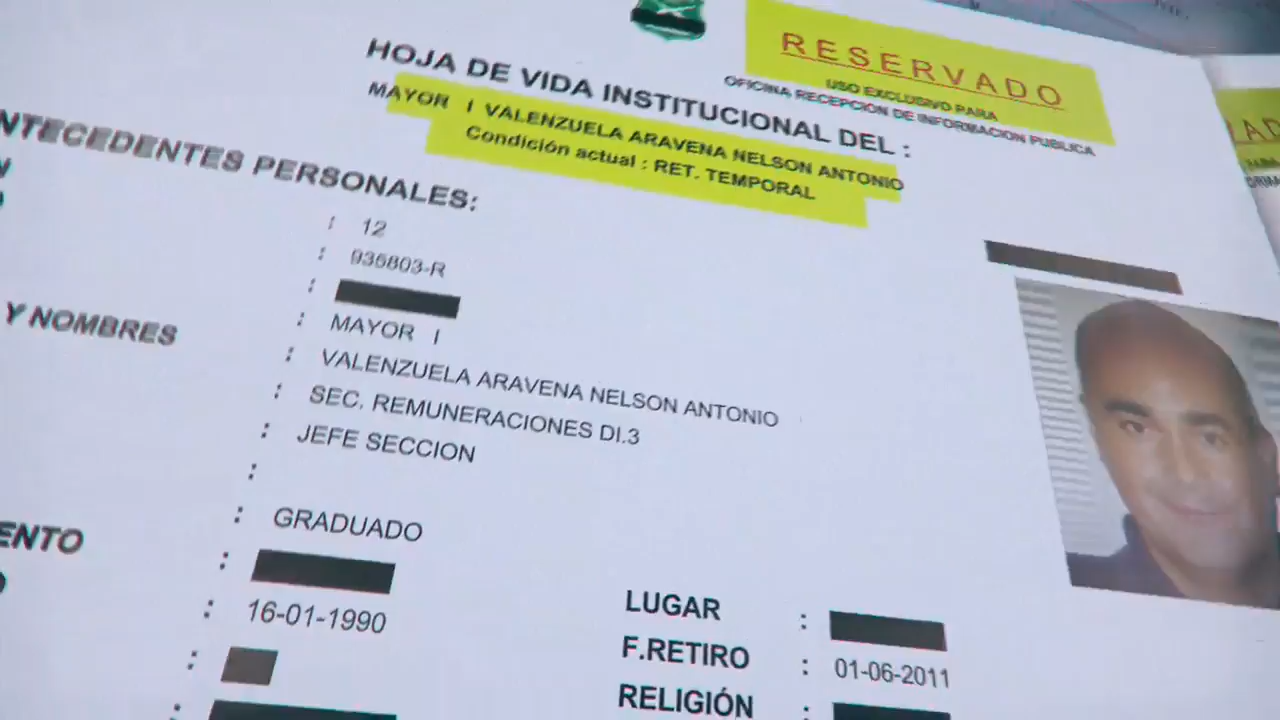 RESERVADO
USO EXCLUSIVO PARA
OFICINA RECEPCION DE INFORMACION PUBLICA
HOJA DE VIDA INSTITUCIONAL DEL :
MAYOR I VALENZUELA ARAVENA NELSON ANTONIO
Condición actual : RET. TEMPORAL
NTECEDENTES PERSONALES:
: 12
: 935803-R
:
Y NOMBRES : MAYOR I
: VALENZUELA ARAVENA NELSON ANTONIO
: SEC. REMUNERACIONES DI.3
: JEFE SECCION
:
: GRADUADO
ENTO :
: 16-01-1990
LUGAR :
:
F.RETIRO : 01-06-2011
:
RELIGIÓN :